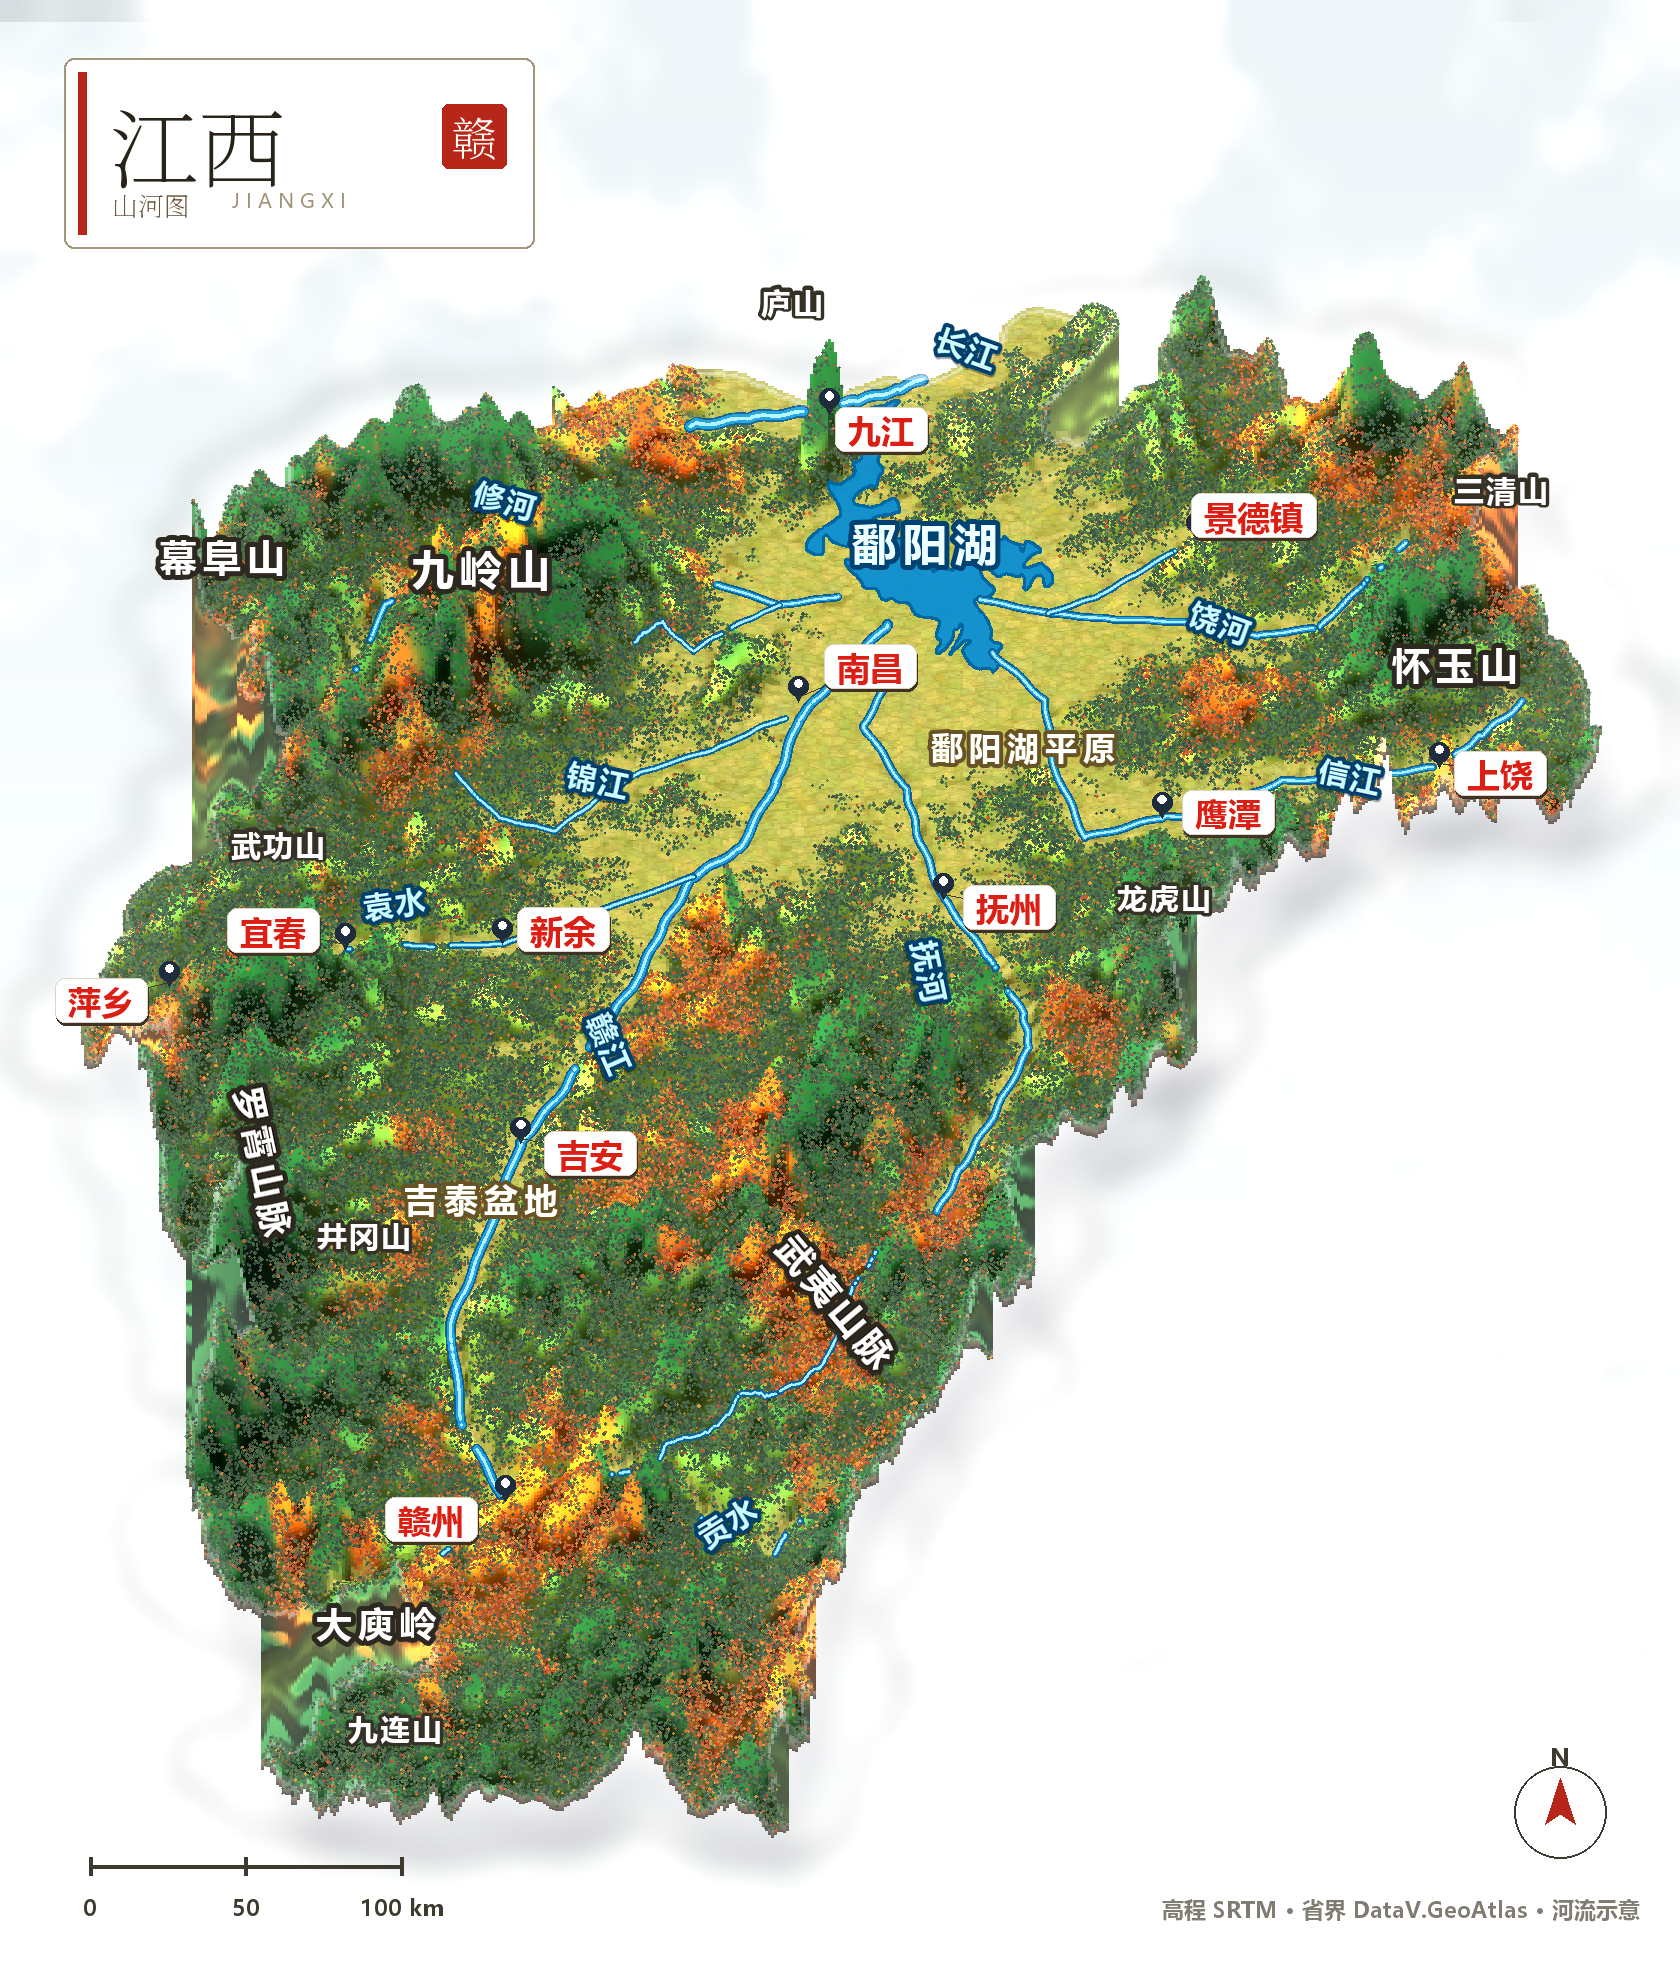 江西
赣
山河图
JIANGXI
庐山
长江
九江
修河
三清山
景德镇
鄱阳湖
幕阜山
九岭山
饶河
南昌
怀玉山
鄱阳湖平原
锦江
信江
上饶
鹰潭
武功山
龙虎山
袁水
抚州
宜春
新余
抚河
萍乡
赣江
罗霄山脉
吉安
吉泰盆地
井冈山
武夷山脉
赣州
贡水
大庾岭
九连山
N
0 50 100 km
高程 SRTM • 省界 DataV.GeoAtlas • 河流示意